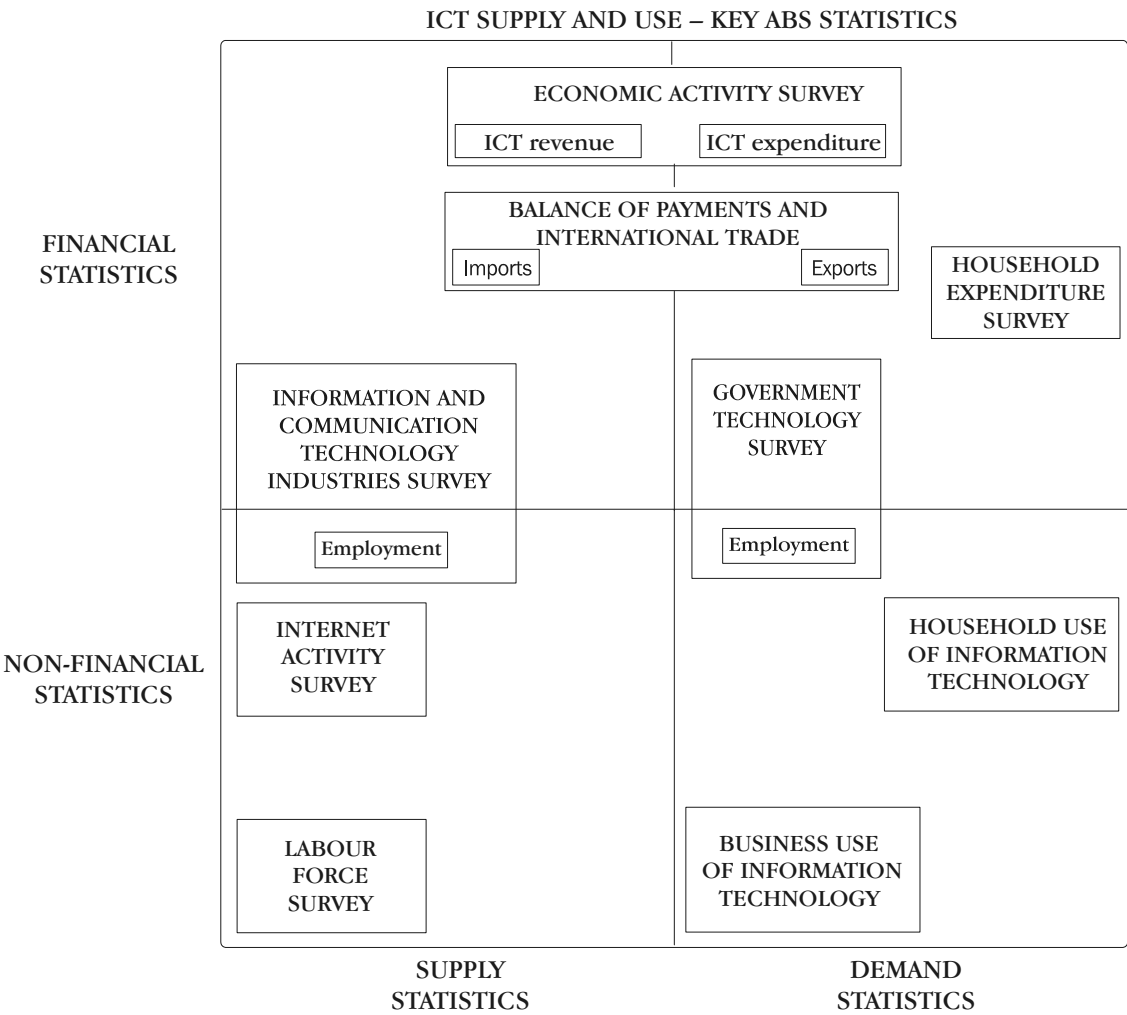 ICT SUPPLY AND USE – KEY ABS STATISTICS
ECONOMIC ACTIVITY SURVEY
ICT revenue
ICT expenditure
BALANCE OF PAYMENTS AND
INTERNATIONAL TRADE
Imports
Exports
FINANCIAL
STATISTICS
HOUSEHOLD
EXPENDITURE
SURVEY
INFORMATION AND
COMMUNICATION
TECHNOLOGY
INDUSTRIES SURVEY
GOVERNMENT
TECHNOLOGY
SURVEY
Employment
Employment
INTERNET
ACTIVITY
SURVEY
HOUSEHOLD USE
OF INFORMATION
TECHNOLOGY
NON-FINANCIAL
STATISTICS
LABOUR
FORCE
SURVEY
BUSINESS USE
OF INFORMATION
TECHNOLOGY
SUPPLY
STATISTICS
DEMAND
STATISTICS